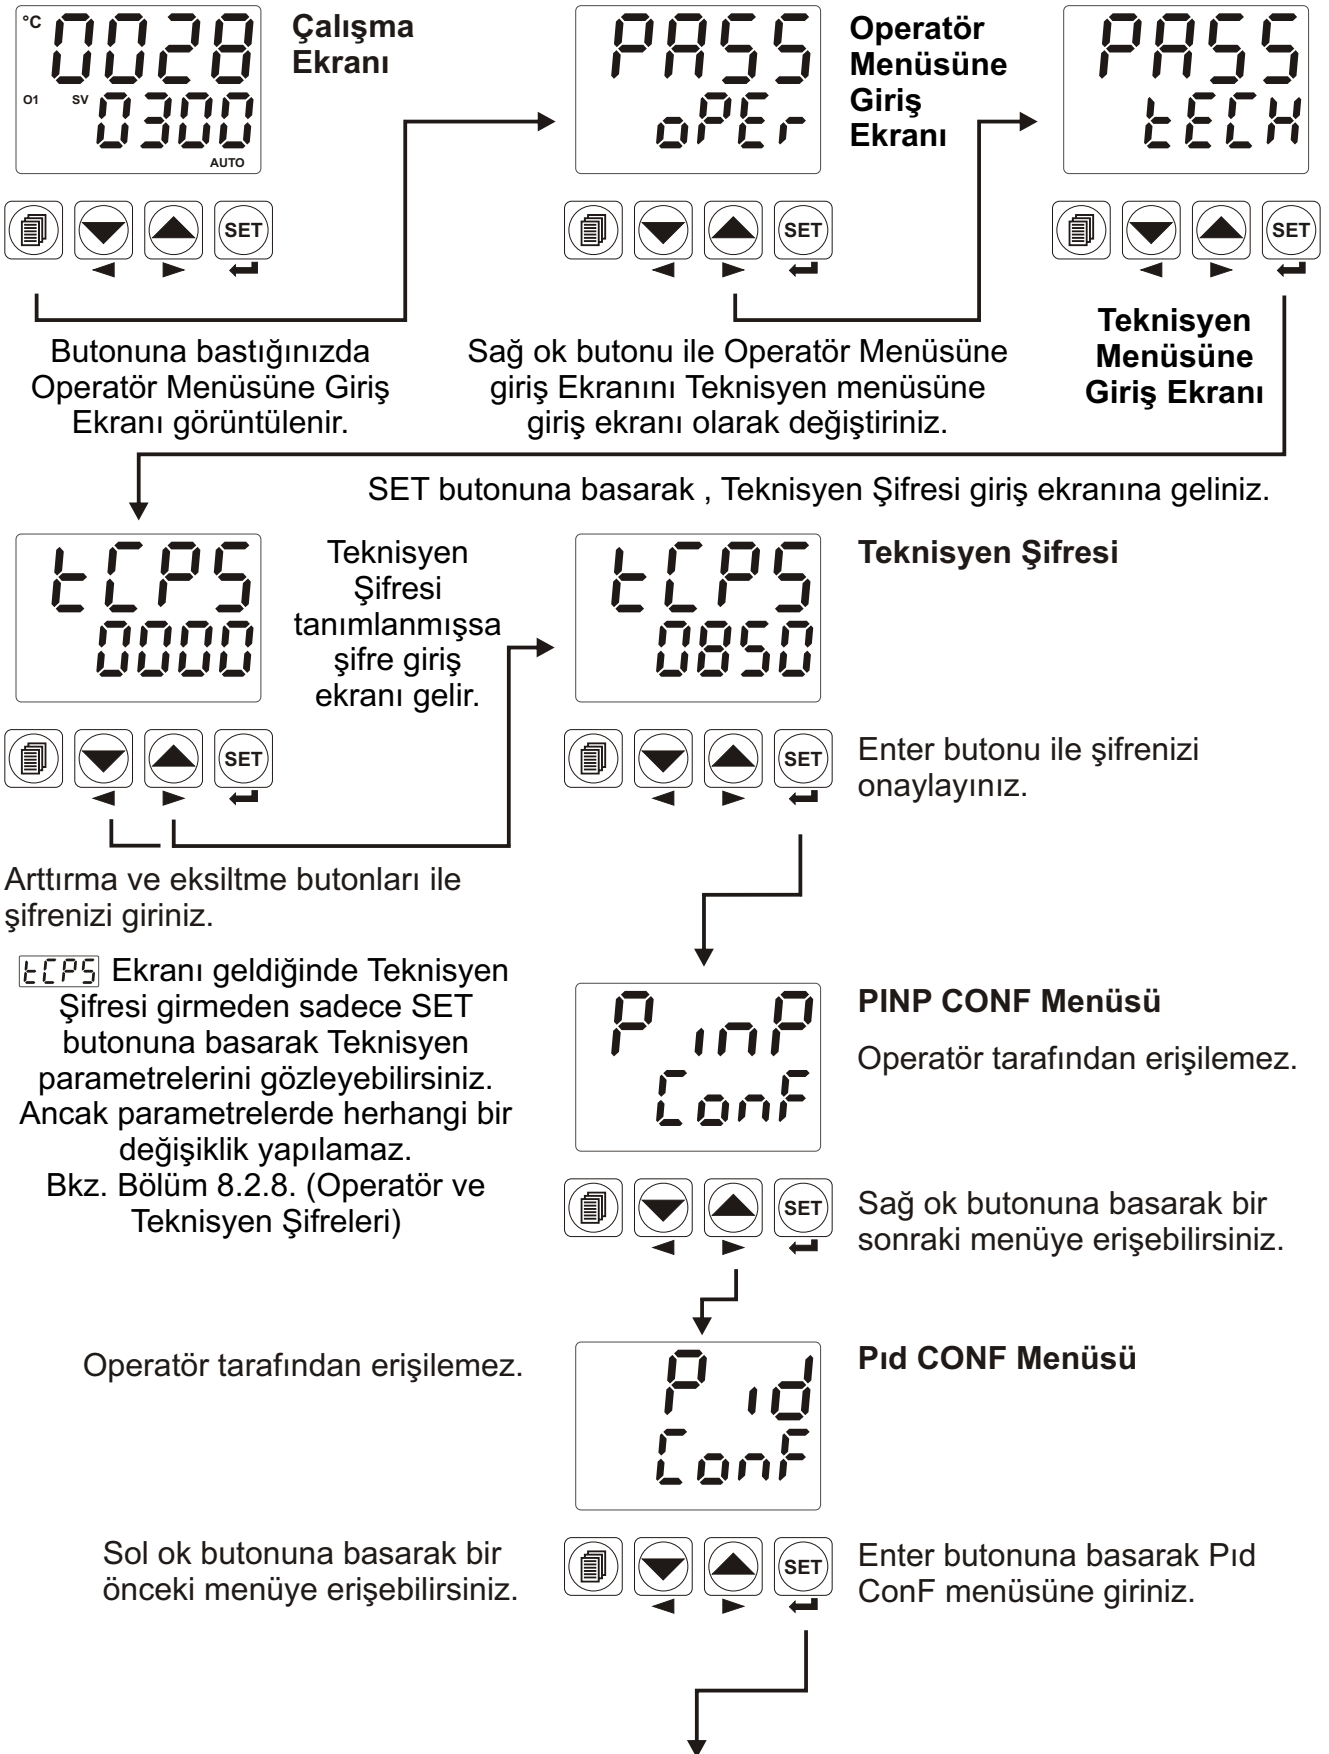 °C 0028
O1 SV 0300
AUTO
Çalışma
Ekranı
PASS
oPEr
Operatör
Menüsüne
Giriş
Ekranı
PASS
tECH
SET
SET
SET
Butonuna bastığınızda
Operatör Menüsüne Giriş
Ekranı görüntülenir.
Sağ ok butonu ile Operatör Menüsüne
giriş Ekranını Teknisyen menüsüne
giriş ekranı olarak değiştiriniz.
Teknisyen
Menüsüne
Giriş Ekranı
SET butonuna basarak , Teknisyen Şifresi giriş ekranına geliniz.
tCPS
0000
Teknisyen
Şifresi
tanımlanmışsa
şifre giriş
ekranı gelir.
tCPS
0850
Teknisyen Şifresi
SET
SET
Enter butonu ile şifrenizi
onaylayınız.
Arttırma ve eksiltme butonları ile
şifrenizi giriniz.
tCPS Ekranı geldiğinde Teknisyen
Şifresi girmeden sadece SET
butonuna basarak Teknisyen
parametrelerini gözleyebilirsiniz.
Ancak parametrelerde herhangi bir
değişiklik yapılamaz.
Bkz. Bölüm 8.2.8. (Operatör ve
Teknisyen Şifreleri)
PinP
ConF
PINP CONF Menüsü
Operatör tarafından erişilemez.
SET
Sağ ok butonuna basarak bir
sonraki menüye erişebilirsiniz.
Operatör tarafından erişilemez.
Pid
ConF
Pıd CONF Menüsü
Sol ok butonuna basarak bir
önceki menüye erişebilirsiniz.
SET
Enter butonuna basarak Pıd
ConF menüsüne giriniz.